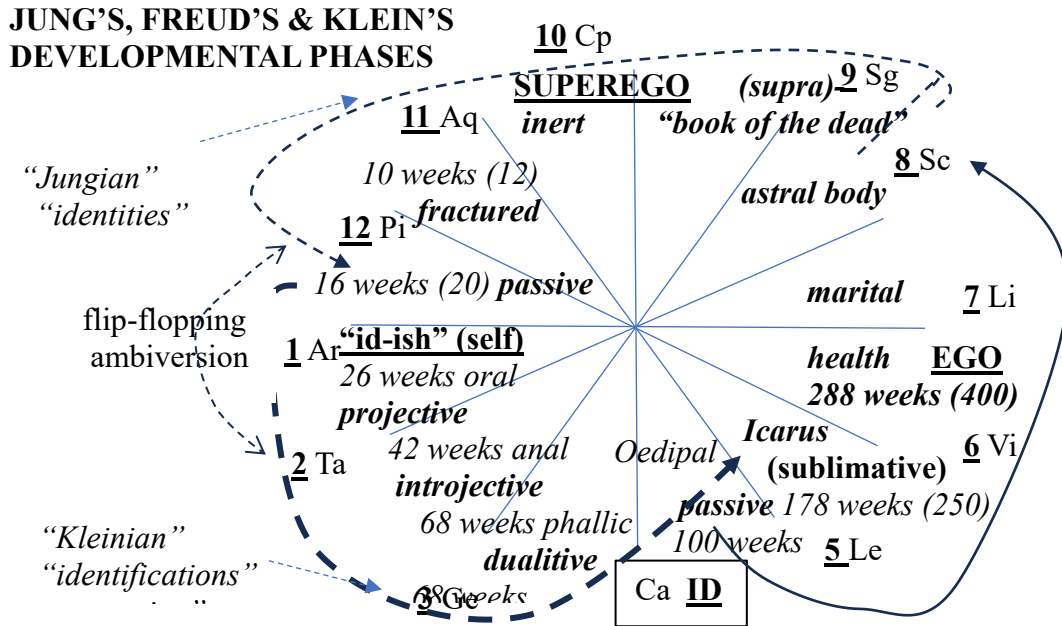 JUNG'S, FREUD'S & KLEIN'S
DEVELOPMENTAL PHASES
10 Cp
9 Sg
SUPEREGO
(supra)-
inert
"book of the dead"
11 Aq
8 Sc
"Jungian"
"identities"
10 weeks (12)
fractured
astral body
12 Pi
16 weeks (20) passive
marital
7 Li
flip-flopping
ambiversion
1 Ar
"id-ish" (self)
26 weeks oral
projective
health EGO
288 weeks (400)
2 Ta
42 weeks anal
introjective
Oedipal
Icarus
(sublimative)
6 Vi
68 weeks phallic
dualitive
passive 178 weeks (250)
100 weeks
5 Le
"Kleinian"
"identifications"
3 Ge
weeks
Ca ID